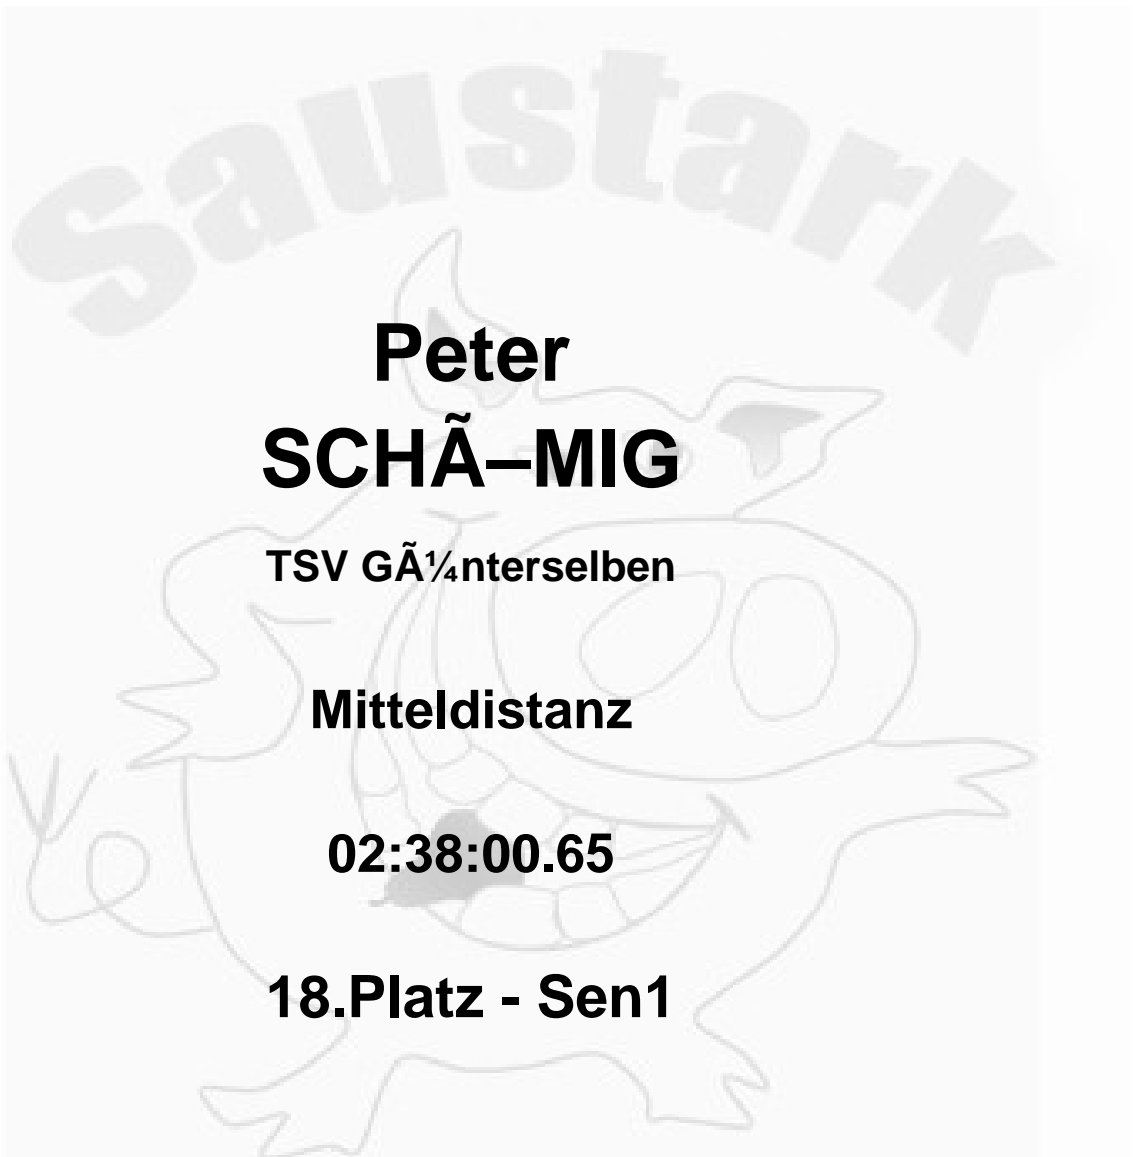 Saustark
Peter
SCHÃ–MIG
TSV GÃ¼nterselben
Mitteldistanz
02:38:00.65
18.Platz - Sen1